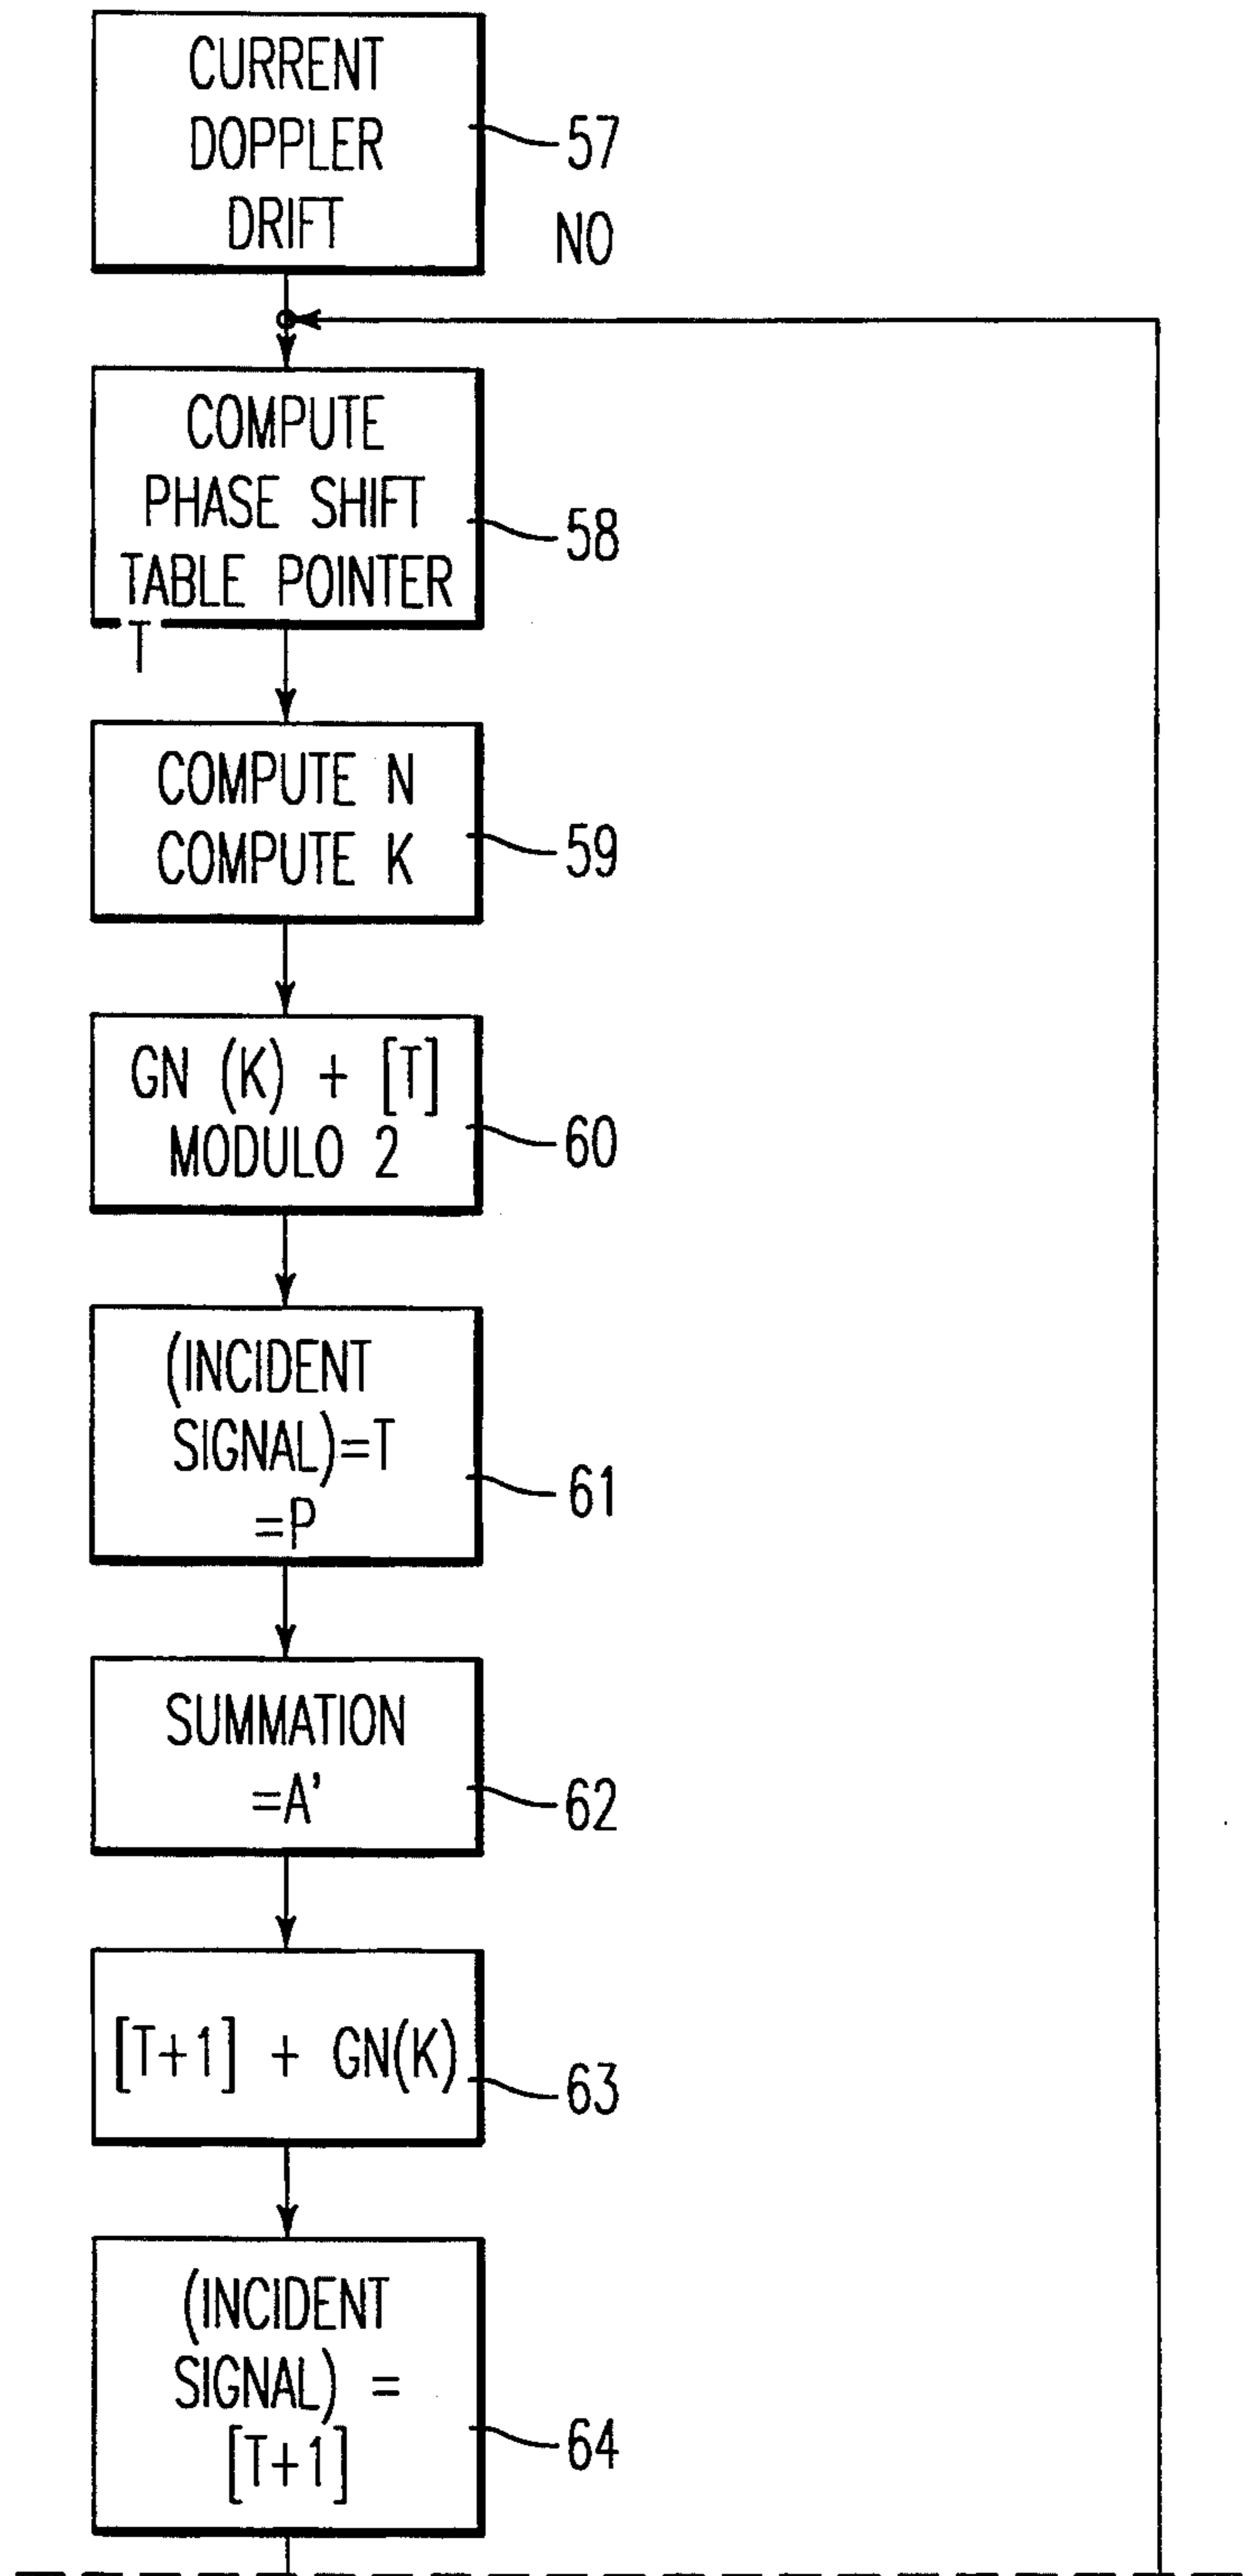 CURRENT
DOPPLER
DRIFT
57
NO
COMPUTE
PHASE SHIFT
TABLE POINTER
T
58
COMPUTE N
COMPUTE K
59
GN (K) + [T]
MODULO 2
60
(INCIDENT
SIGNAL)=T
=P
61
SUMMATION
=A'
62
[T+1] + GN(K)
63
(INCIDENT
SIGNAL) =
[T+1]
64